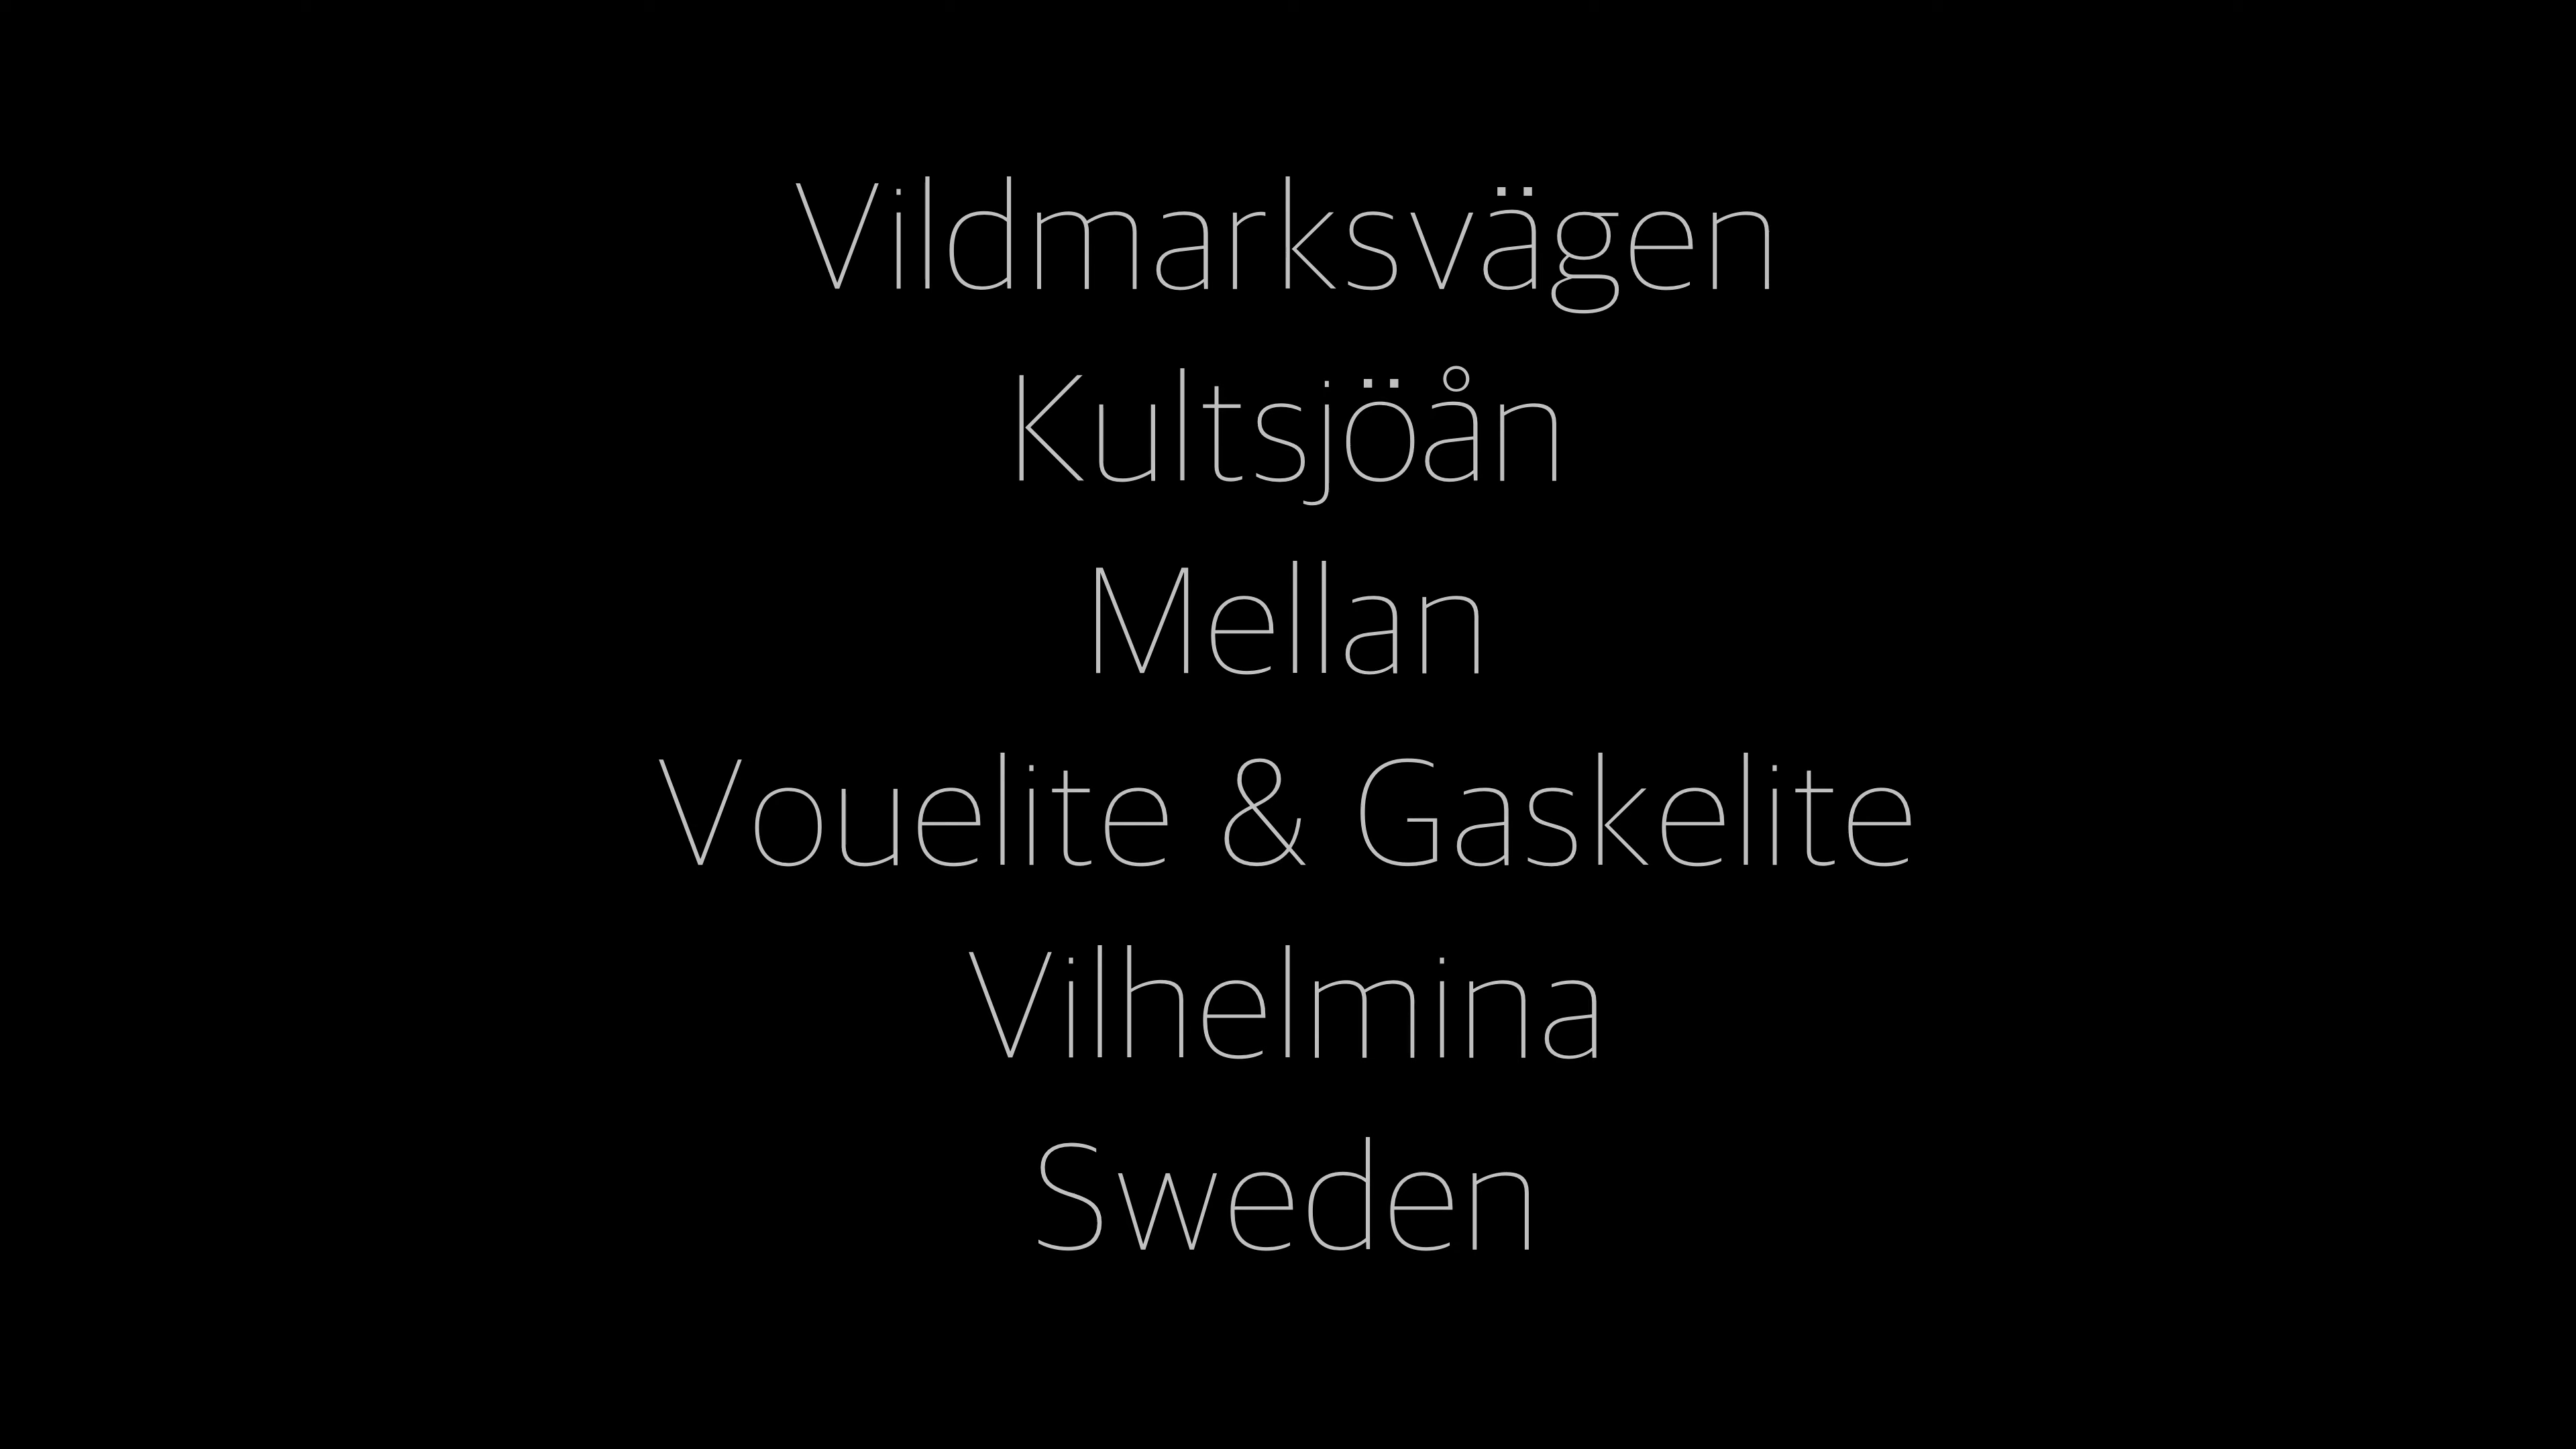 Vildmarksvägen
Kultsjöån
Mellan
Vouelite & Gaskelite
Vilhelmina
Sweden